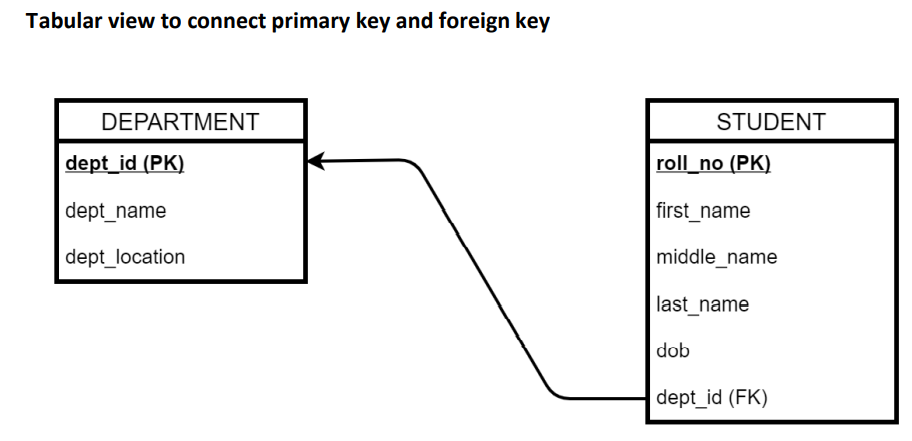 Tabular view to connect primary key and foreign key
DEPARTMENT
dept_id (PK)
dept_name
dept_location
STUDENT
roll_no (PK)
first_name
middle_name
last_name
dob
dept_id (FK)